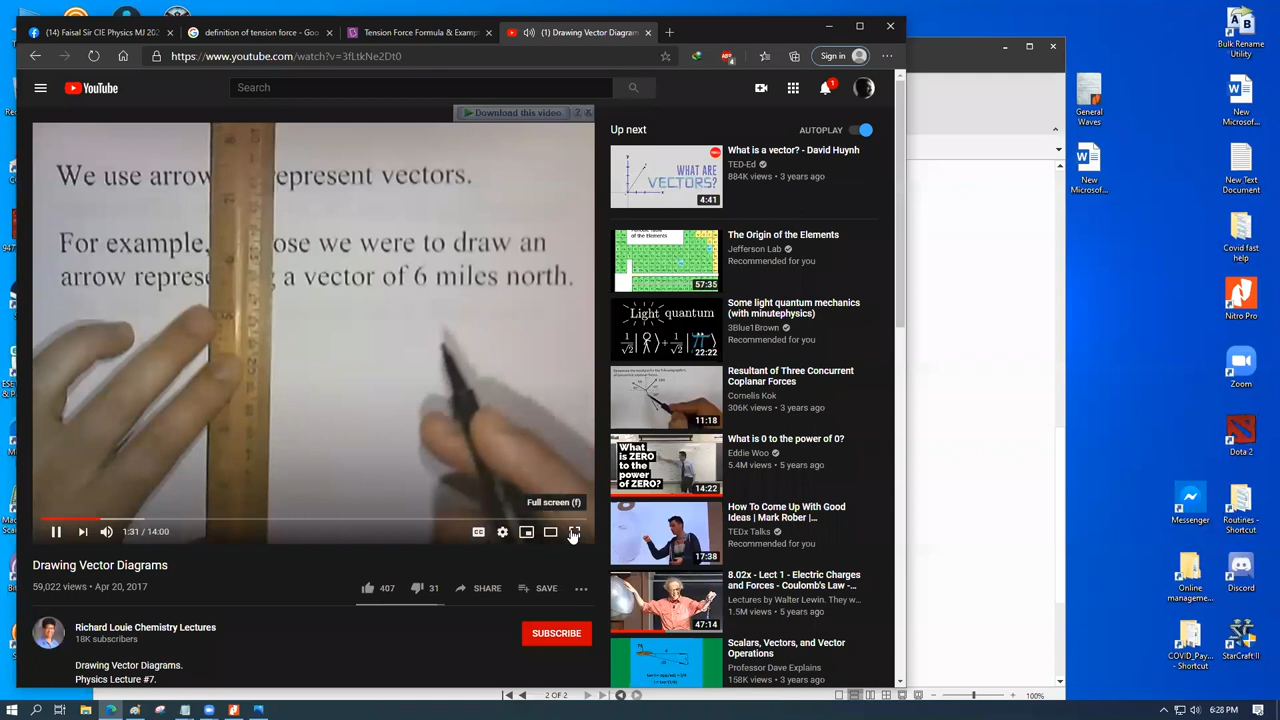 (14) Faisal Sir CIE Physics MJ 202
definition of tension force - Goo
Tension Force Formula & Examp
(1) Drawing Vector Diagram
https://www.youtube.com/watch?v=3fLtkNe2Dt0
ABP
4
Sign in
YouTube
Search
1
Download this video
?
Up next
AUTOPLAY
We use arrow
vectors.
For example,
we were to draw an
arrow
a vector
miles north.
Full screen (f)
1:31 / 14:00
CC
Drawing Vector Diagrams
59,022 views • Apr 20, 2017
407
31
SHARE
SAVE
Richard Louie Chemistry Lectures
18K subscribers
SUBSCRIBE
Drawing Vector Diagrams.
Physics Lecture #7.
WHAT ARE
VECTORS?
4:41
What is a vector? - David Huynh
TED-Ed
884K views • 3 years ago
Periodic Table
of the Elements
57:35
The Origin of the Elements
Jefferson Lab
Recommended for you
Light quantum
22:22
Some light quantum mechanics
(with minutephysics)
3Blue1Brown
Recommended for you
11:18
Resultant of Three Concurrent
Coplanar Forces
Cornelis Kok
306K views • 3 years ago
What
is ZERO
to the
power
of ZERO?
14:22
What is 0 to the power of 0?
Eddie Woo
5.4M views • 5 years ago
17:38
How To Come Up With Good
Ideas | Mark Rober |...
TEDx Talks
Recommended for you
47:14
8.02x - Lect 1 - Electric Charges
and Forces - Coulomb's Law -...
Lectures by Walter Lewin. They w...
1.5M views • 5 years ago
Scalars, Vectors, and Vector
Operations
Professor Dave Explains
158K views • 3 years ago
2 OF 2
100%
General
Waves
New
Microsof...
Bulk Rename
Utility
New
Microsof...
New Text
Document
Covid fast
help
Nitro Pro
Zoom
Dota 2
Messenger
Routines -
Shortcut
Online
manageme...
Discord
COVID_Pay...
- Shortcut
StarCraft II
6:28 PM